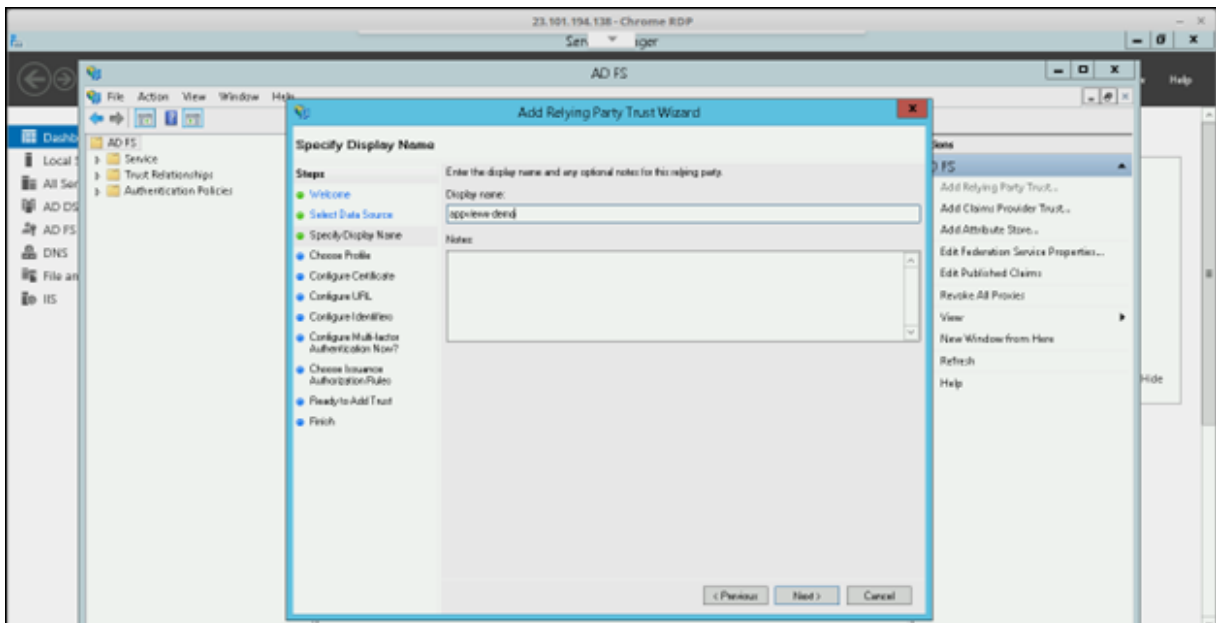 23.101.194.138 - Chrome RDP
Ser ager
Help
AD FS
File Action View Window Help
Dashb
Local S
All Ser
AD DS
AD FS
DNS
File an
IIS
AD FS
Service
Trust Relationships
Authentication Policies
Add Relying Party Trust Wizard
Specify Display Name
Steps
Welcome
Select Data Source
Specify Display Name
Choose Profile
Configure Certificate
Configure URL
Configure Identifiers
Configure Multi-factor
Authentication Now?
Choose Issuance
Authorization Rules
Ready to Add Trust
Finish
Enter the display name and any optional notes for this relying party.
Display name:
appviewx-demo
Notes:
< Previous
Next >
Cancel
ions
D FS
Add Relying Party Trust...
Add Claims Provider Trust...
Add Attribute Store...
Edit Federation Service Properties...
Edit Published Claims
Revoke All Proxies
View
New Window from Here
Refresh
Help
Hide